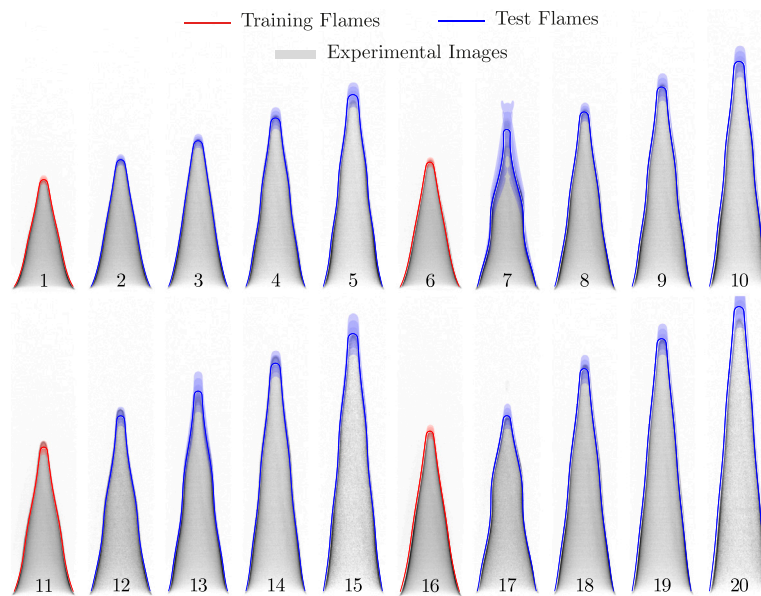 Training Flames Test Flames
Experimental Images
1 2 3 4 5 6 7 8 9 10
11 12 13 14 15 16 17 18 19 20